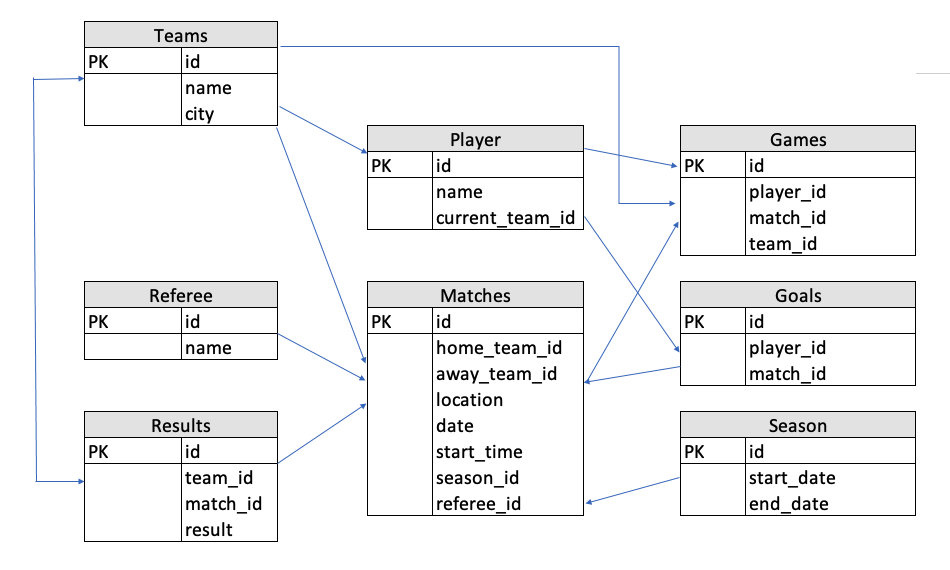 Teams
PK id
name
city
Player
PK id
name
current_team_id
Games
PK id
player_id
match_id
team_id
Referee
PK id
name
Matches
PK id
home_team_id
away_team_id
location
date
start_time
season_id
referee_id
Goals
PK id
player_id
match_id
Results
PK id
team_id
match_id
result
Season
PK id
start_date
end_date